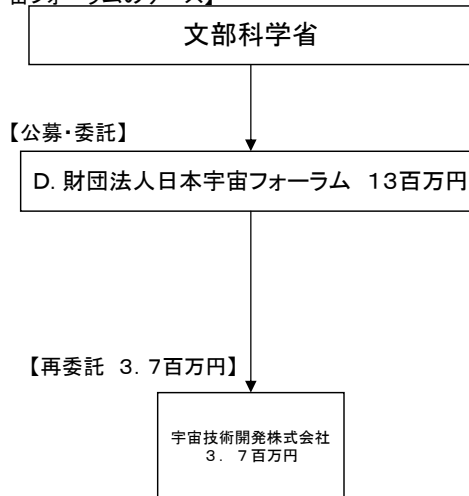 文部科学省
【公募・委託】
D. 財団法人日本宇宙フォーラム　13百万円
【再委託　3. 7百万円】
宇宙技術開発株式会社
3. 7百万円